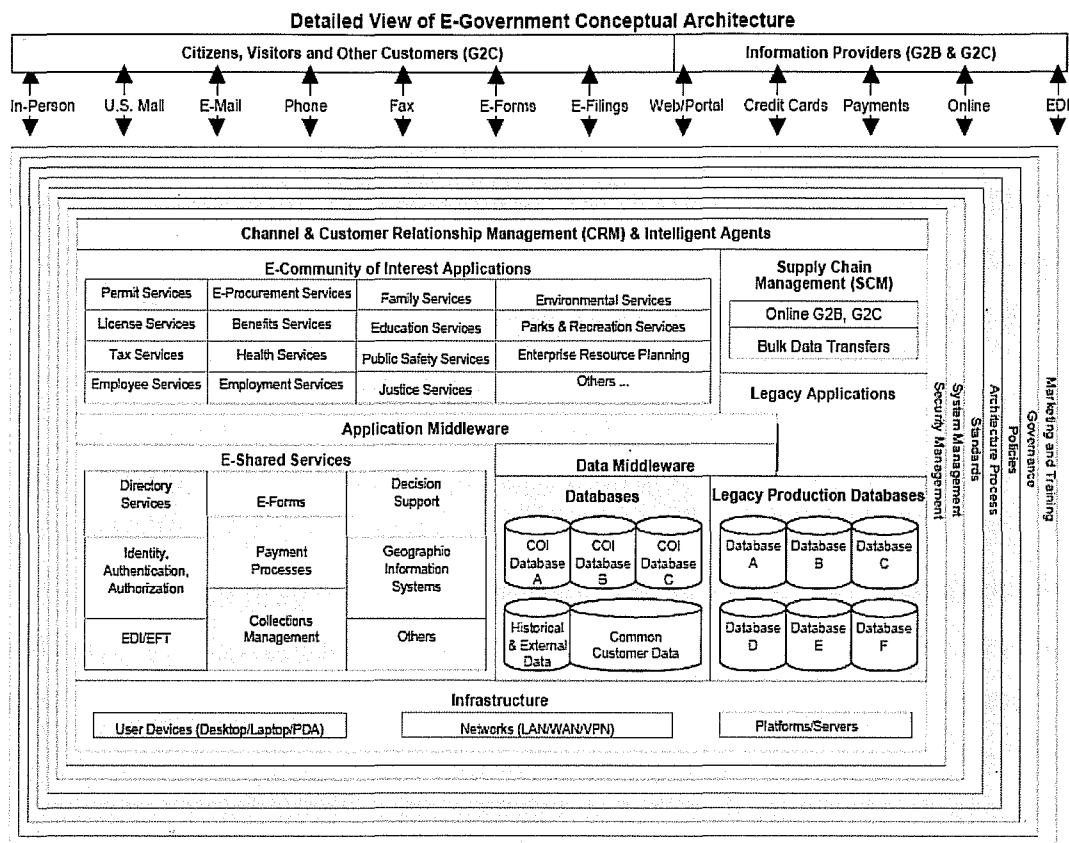 Detailed View of E-Government Conceptual Architecture
Citizens, Visitors and Other Customers (G2C)
Information Providers (G2B & G2C)
In-Person
U.S. Mail
E-Mail
Phone
Fax
E-Forms
E-Filings
Web/Portal
Credit Cards
Payments
Online
EDI
Channel & Customer Relationship Management (CRM) & Intelligent Agents
E-Community of Interest Applications
Permit Services
E-Procurement Services
Family Services
Environmental Services
License Services
Benefits Services
Education Services
Parks & Recreation Services
Tax Services
Health Services
Public Safety Services
Enterprise Resource Planning
Employee Services
Employment Services
Justice Services
Others ...
Supply Chain
Management (SCM)
Online G2B, G2C
Bulk Data Transfers
Legacy Applications
Application Middleware
E-Shared Services
Directory
Services
E-Forms
Decision
Support
Identity,
Authentication,
Authorization
Payment
Processes
Geographic
Information
Systems
EDI/EFT
Collections
Management
Others
Data Middleware
Databases
COI
Database
A
COI
Database
B
COI
Database
C
Historical
& External
Data
Common
Customer Data
Legacy Production Databases
Database
A
Database
B
Database
C
Database
D
Database
E
Database
F
Infrastructure
User Devices (Desktop/Laptop/PDA)
Networks (LAN/WAN/VPN)
Platforms/Servers
Security Management
System Management
Standards
Architecture Process
Policies
Governance
Marketing and Training